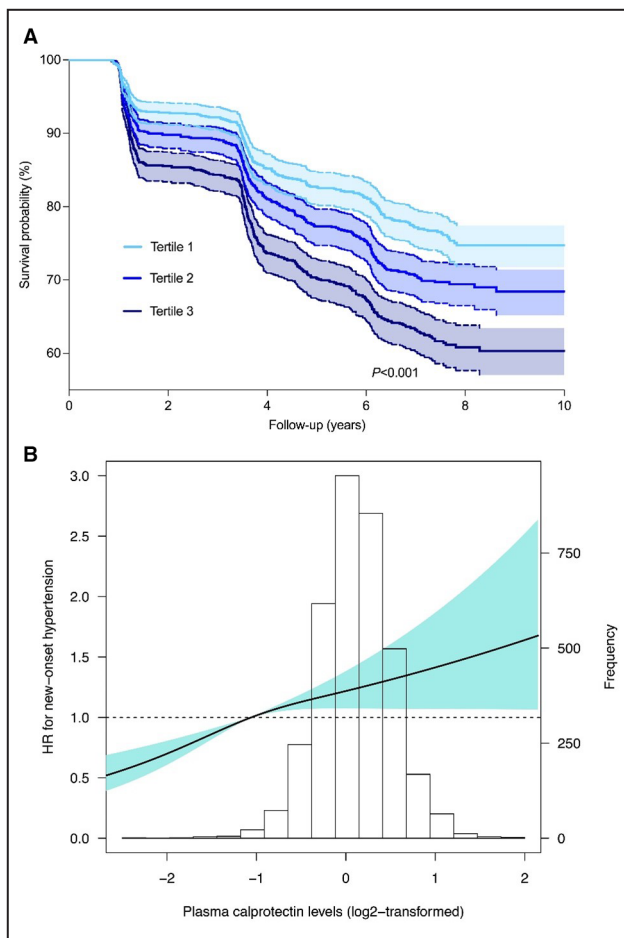 A
100
90
80
70
60
Survival probability (%)
Tertile 1
Tertile 2
Tertile 3
P<0.001
0 2 4 6 8 10
Follow-up (years)
B
3.0
2.5
2.0
1.5
1.0
0.5
0.0
HR for new−onset hypertension
750
500
250
0
Frequency
−2 −1 0 1 2
Plasma calprotectin levels (log2−transformed)